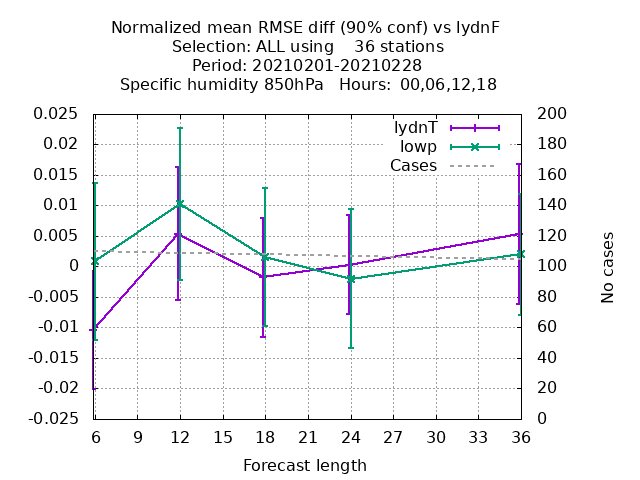 Normalized mean RMSE diff (90% conf) vs lydnF
Selection: ALL using    36 stations
Period: 20210201-20210228
Specific humidity 850hPa   Hours:  00,06,12,18
lydnT
lowp
Cases
0.025
0.02
0.015
0.01
0.005
0
-0.005
-0.01
-0.015
-0.02
-0.025
200
180
160
140
120
100
80
60
40
20
0
No cases
6 9 12 15 18 21 24 27 30 33 36
Forecast length